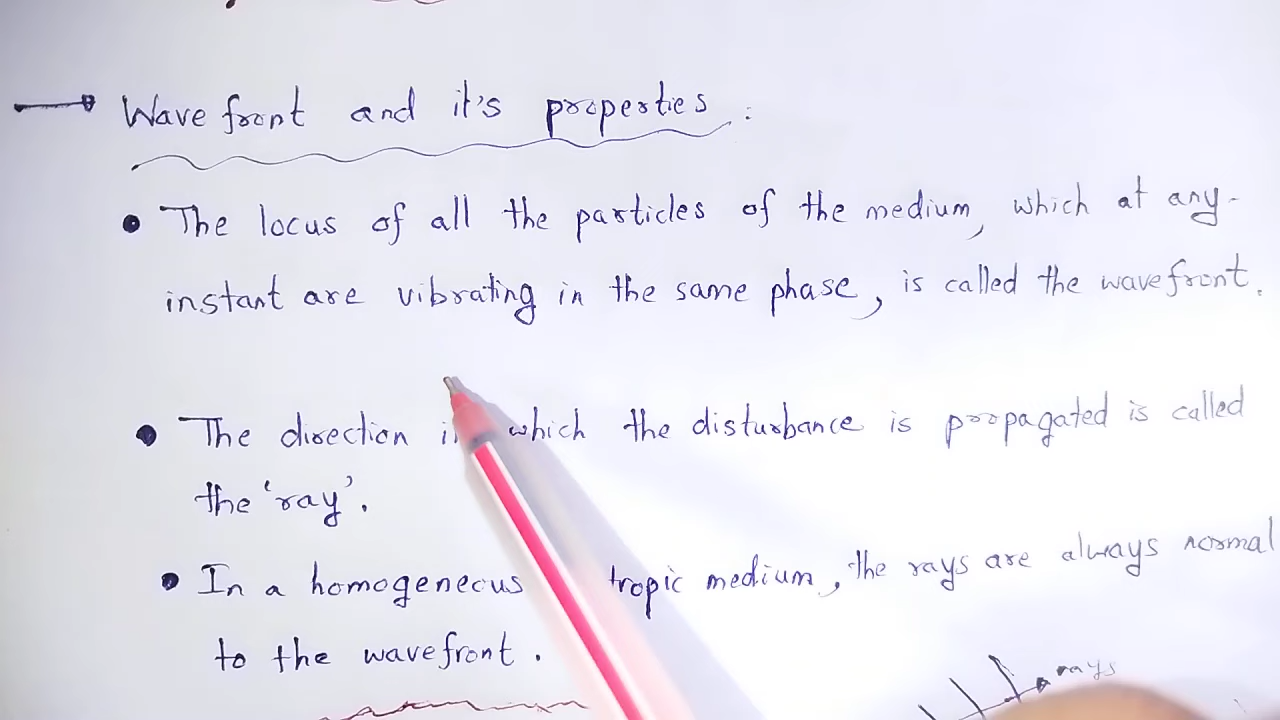 Wavefront and it's properties :
The locus of all the particles of the medium, which at any-
instant are vibrating in the same phase, is called the wavefront.
The direction which the disturbance is propagated is called
the 'ray'.
In a homogeneous tropic medium, the rays are always normal
to the wavefront.
rays